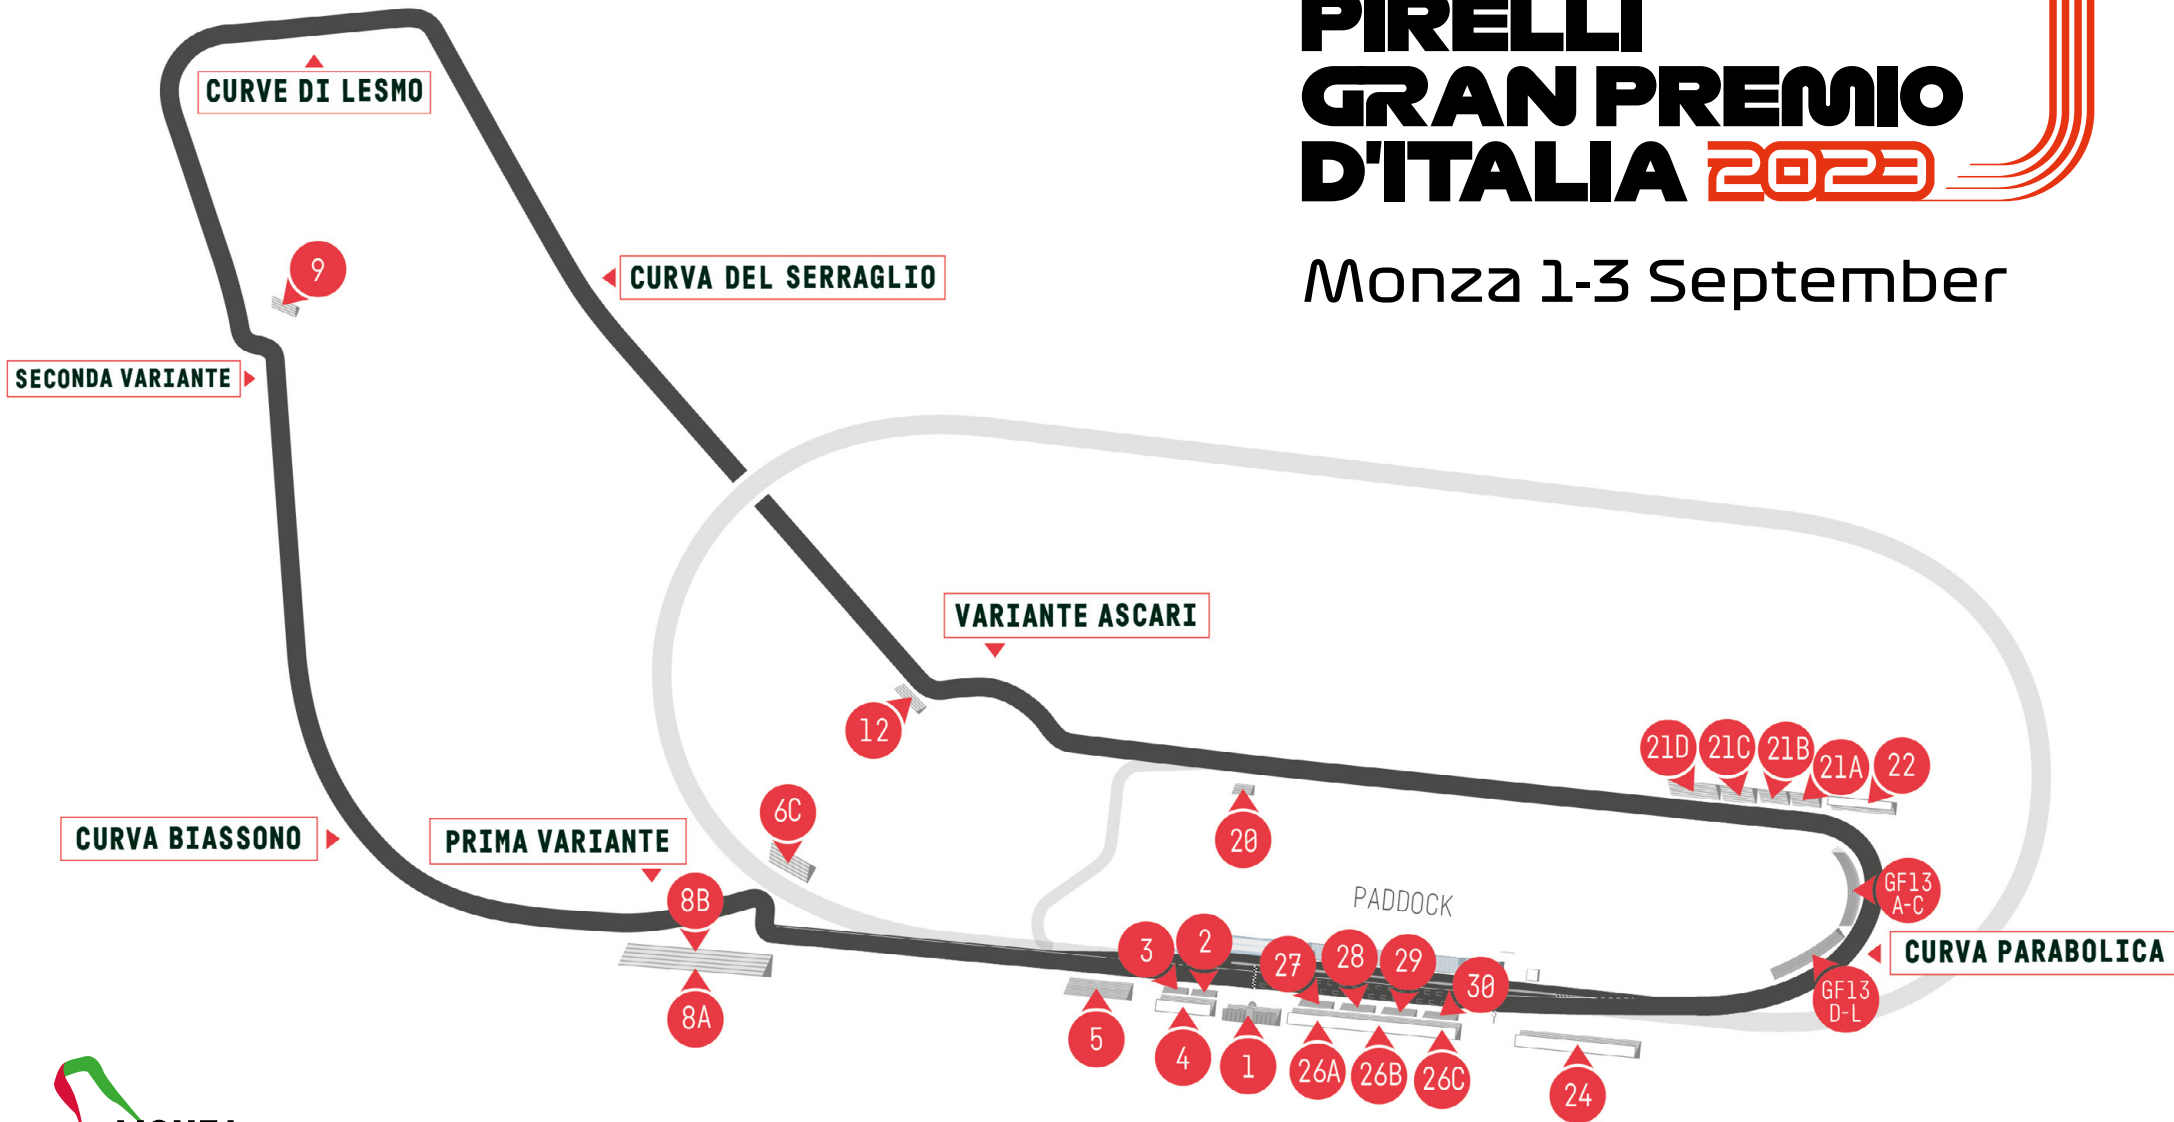 PIRELLI
GRAN PREMIO
D'ITALIA 2023
Monza 1-3 September
CURVE DI LESMO
9
CURVA DEL SERRAGLIO
SECONDA VARIANTE
VARIANTE ASCARI
12
21D
21C
21B
21A
22
6C
CURVA BIASSONO
PRIMA VARIANTE
8B
20
PADDOCK
GF13
A-C
3
2
27
28
29
30
CURVA PARABOLICA
GF13
D-L
8A
5
4
1
26A
26B
26C
24
MONZA